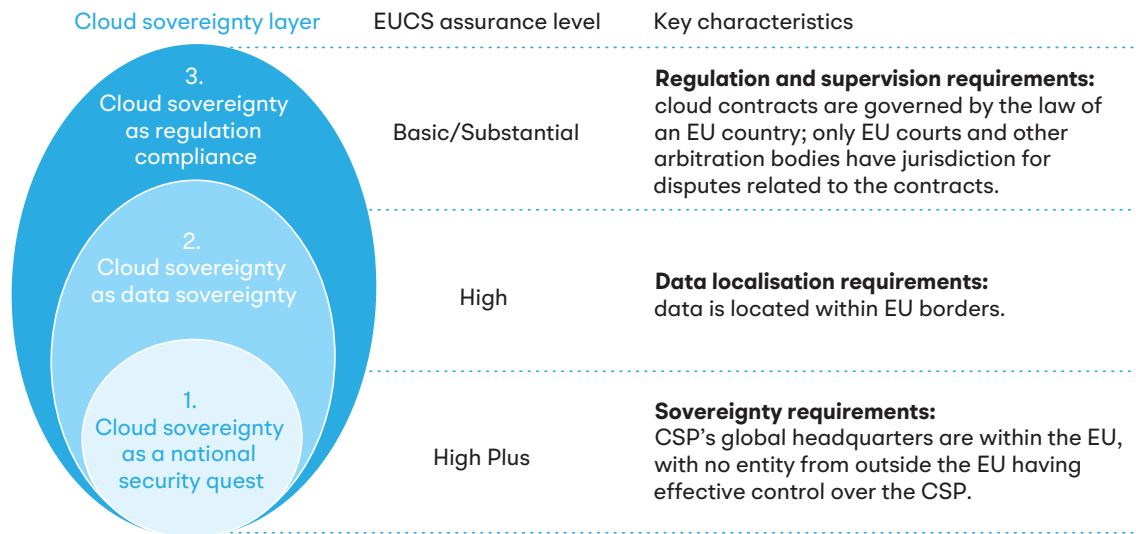 Cloud sovereignty layer
EUCS assurance level
Key characteristics
3.
Cloud sovereignty
as regulation
compliance
Basic/Substantial
Regulation and supervision requirements:
cloud contracts are governed by the law of
an EU country; only EU courts and other
arbitration bodies have jurisdiction for
disputes related to the contracts.
2.
Cloud sovereignty
as data sovereignty
High
Data localisation requirements:
data is located within EU borders.
1.
Cloud sovereignty
as a national
security quest
High Plus
Sovereignty requirements:
CSP's global headquarters are within the EU,
with no entity from outside the EU having
effective control over the CSP.